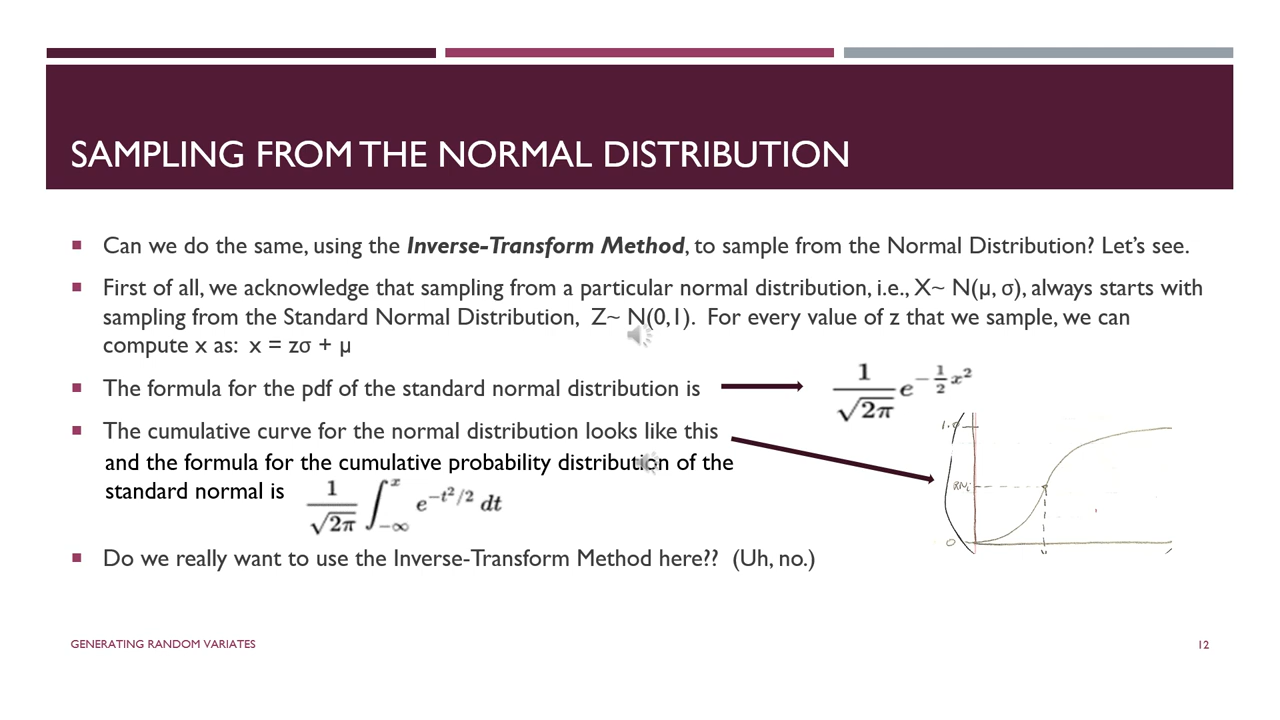 SAMPLING FROM THE NORMAL DISTRIBUTION
Can we do the same, using the Inverse-Transform Method, to sample from the Normal Distribution? Let's see.
First of all, we acknowledge that sampling from a particular normal distribution, i.e., X~ N(μ, σ), always starts with
sampling from the Standard Normal Distribution, Z~ N(0,1). For every value of z that we sample, we can
compute x as: x = zσ + μ
The formula for the pdf of the standard normal distribution is
1/√2π e^(-1/2 x²)
The cumulative curve for the normal distribution looks like this
and the formula for the cumulative probability distribution of the
standard normal is 1/√2π ∫_{-∞}^{x} e^{-t²/2} dt
1.0
RNi
0
Do we really want to use the Inverse-Transform Method here?? (Uh, no.)
GENERATING RANDOM VARIATES
12